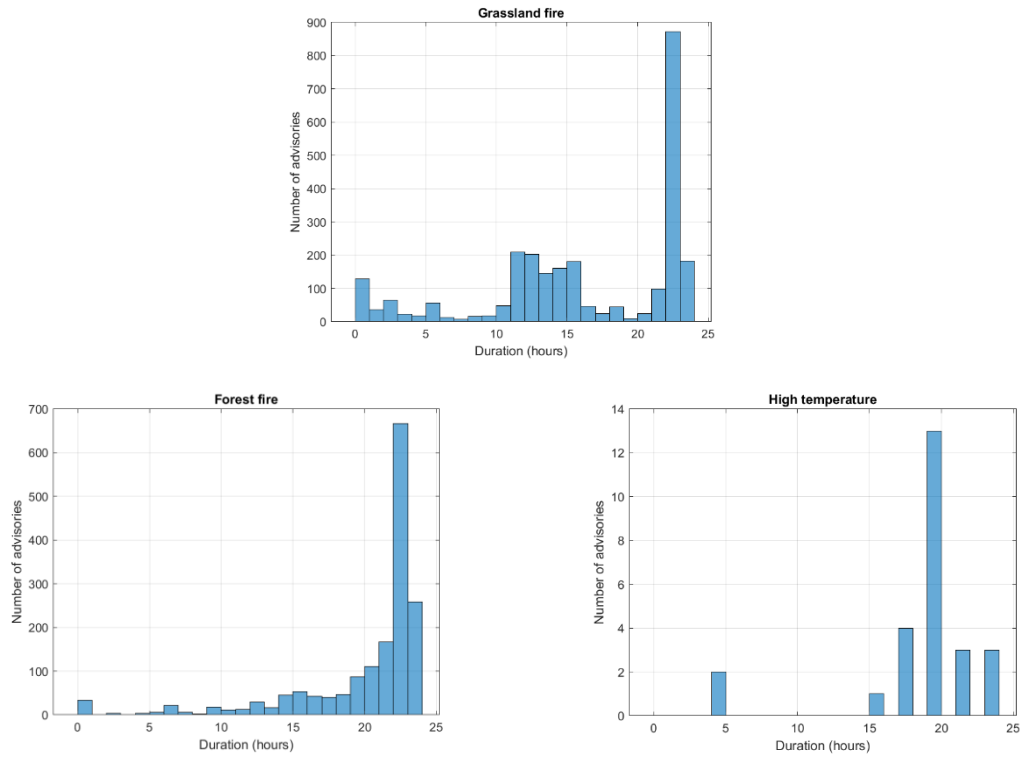 Grassland fire
900
800
700
600
500
400
300
200
100
0
Number of advisories
0 5 10 15 20 25
Duration (hours)
Forest fire
700
600
500
400
300
200
100
0
Number of advisories
0 5 10 15 20 25
Duration (hours)
High temperature
14
12
10
8
6
4
2
0
Number of advisories
0 5 10 15 20 25
Duration (hours)